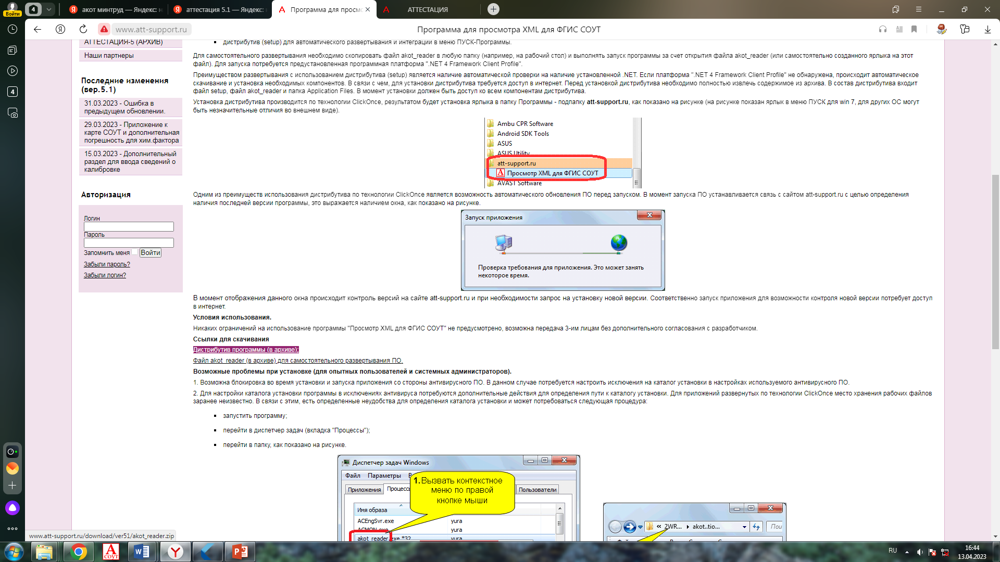 Войти
4
акот минтруд — Яндекс: н
аттестация 5.1 — Яндекс:
Программа для просмо
АТТЕСТАЦИЯ
www.att-support.ru
Программа для просмотра XML для ФГИС СОУТ
4
АТТЕСТАЦИЯ-5 (АРХИВ)
Наши партнеры
Последние изменения
(вер.5.1)
31.03.2023 - Ошибка в
предыдущем обновлении.
29.03.2023 - Приложение к
карте СОУТ и дополнительная
погрешность для хим.фактора
15.03.2023 - Дополнительный
раздел для ввода сведений о
калибровке
Авторизация
Логин
Пароль
Запомнить меня Войти
Забыли пароль?
Забыли логин?
дистрибутив (setup) для автоматического развертывания и интеграции в меню ПУСК-Программы.
Для самостоятельного развертывания необходимо скопировать файл akot_reader в любую папку (например, на рабочий стол) и выполнять запуск программы за счет открытия файла akot_reader (или самостоятельно созданного ярлыка на этот
файл). Для запуска потребуется предустановленная программная платформа ".NET 4 Framework Client Profile".
Преимуществом развертывания с использованием дистрибутива (setup) является наличие автоматической проверки на наличие установленной .NET. Если платформа ".NET 4 Framework Client Profile" не обнаружена, происходит автоматическое
скачивание и установка необходимых компонентов. В связи с чем, для установки дистрибутива требуется доступ в интернет. Перед установкой дистрибутива необходимо полностью извлечь содержимое из архива. В состав дистрибутива входит
файл setup, файл akot_reader и папка Application Files. В момент установки должен быть доступ ко всем компонентам дистрибутива.
Установка дистрибутива производится по технологии ClickOnce, результатом будет установка ярлыка в папку Программы - подпапку att-support.ru, как показано на рисунке (на рисунке показан ярлык в меню ПУСК для win 7, для других ОС могут
быть незначительные отличия во внешнем виде).
Ambu CPR Software
Android SDK Tools
ASUS
ASUS Utility
att-support.ru
Просмотр XML для ФГИС СОУТ
AVAST Software
Одним из преимуществ использования дистрибутива по технологии ClickOnce является возможность автоматического обновления ПО перед запуском. В момент запуска ПО устанавливается связь с сайтом att-support.ru с целью определения
наличия последней версии программы, это выражается наличием окна, как показано на рисунке.
Запуск приложения
Проверка требования для приложения. Это может занять
некоторое время.
В момент отображения данного окна происходит контроль версий на сайте att-support.ru и при необходимости запрос на установку новой версии. Соответственно запуск приложения для возможности контроля новой версии потребует доступ
в интернет.
Условия использования.
Никаких ограничений на использование программы "Просмотр XML для ФГИС СОУТ" не предусмотрено, возможна передача 3-им лицам без дополнительного согласования с разработчиком.
Ссылки для скачивания
Дистрибутив программы (в архиве);
Файл akot_reader (в архиве) для самостоятельного развертывания ПО.
Возможные проблемы при установке (для опытных пользователей и системных администраторов).
1. Возможна блокировка во время установки и запуска приложения со стороны антивирусного ПО. В данном случае потребуется настроить исключения на каталог установки в настройках используемого антивирусного ПО.
2. Для настройки каталога установки программы в исключениях антивируса потребуются дополнительные действия для определения пути к каталогу установки. Для приложений развернутых по технологии ClickOnce место хранения рабочих файлов
заранее неизвестно. В связи с этим, есть определенные неудобства для определения каталога установки и может потребоваться следующая процедура:
запустить программу;
перейти в диспетчер задач (вкладка "Процессы");
перейти в папку, как показано на рисунке.
Диспетчер задач Windows
Файл Параметры
Приложения Процессы Пользователи
1.Вызвать контекстное
меню по правой
кнопке мыши
Имя образа
ACEngSvr.exe yura
ACMON.exe yura
akot_reader.exe *32 yura
« 2WR... akot..tio... Пои
www.att-support.ru/download/ver51/akot_reader.zip
СОУТ
RU
16:44
13.04.2023